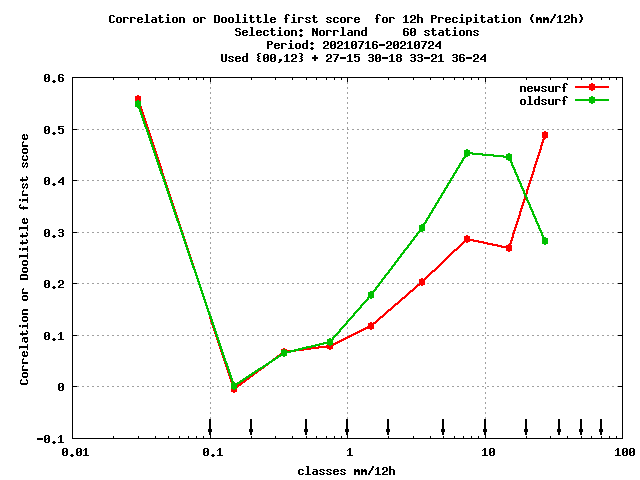 Correlation or Doolittle first score  for 12h Precipitation (mm/12h)
Selection: Norrland     60 stations
Period: 20210716-20210724
Used {00,12} + 27-15 30-18 33-21 36-24
newsurf
oldsurf
0.6
0.5
0.4
0.3
0.2
0.1
0
-0.1
Correlation or Doolittle first score
0.01
0.1
1
10
100
classes mm/12h